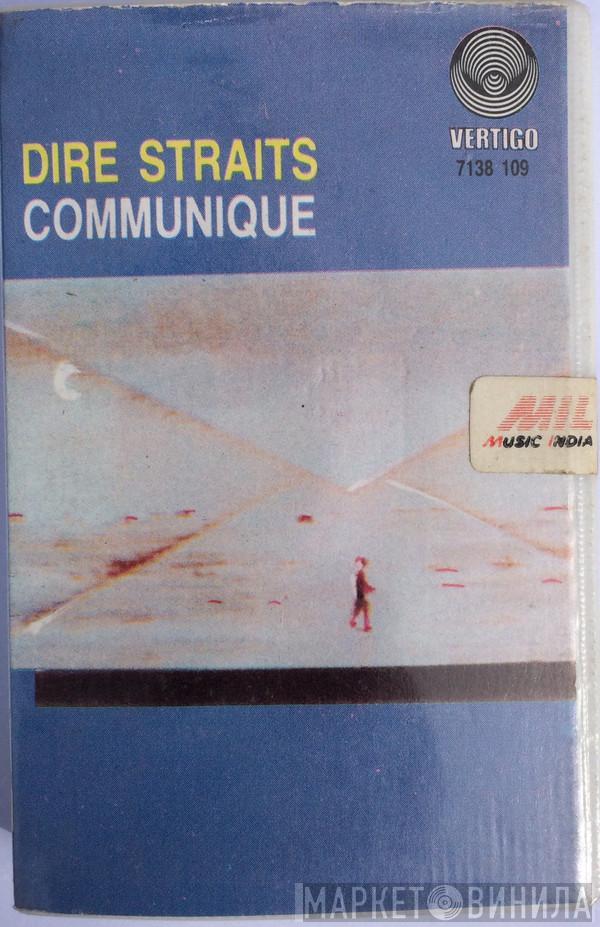 VERTIGO
7138 109
DIRE STRAITS
COMMUNIQUE
MIL
MUSIC INDIA
МАРКЕТ ВИНИЛА